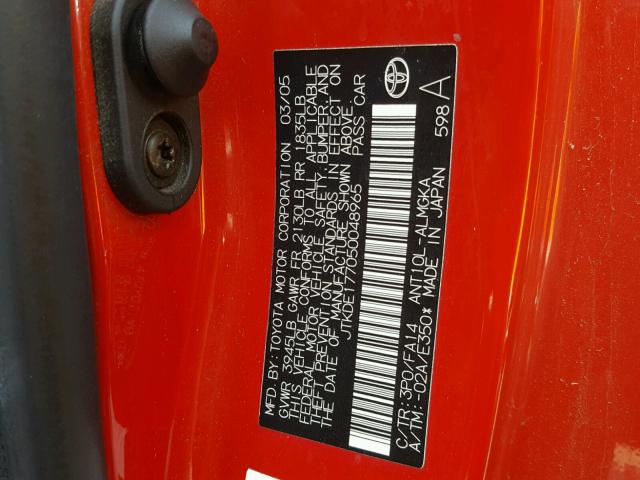 MFD. BY: TOYOTA MOTOR CORPORATION 03/05
GVWR 3945LB GAWR FR 2130LB RR 1835LB
THIS VEHICLE CONFORMS TO ALL APPLICABLE
FEDERAL MOTOR VEHICLE SAFETY, BUMPER, AND
THEFT PREVENTION STANDARDS IN EFFECT ON
THE DATE OF MANUFACTURE SHOWN ABOVE.
JTKDE177050048965 PASS CAR
C/TR: 3P0/FA14 ANT10L-ALMGKA
A/TM: -02A/E350* MADE IN JAPAN
598 A